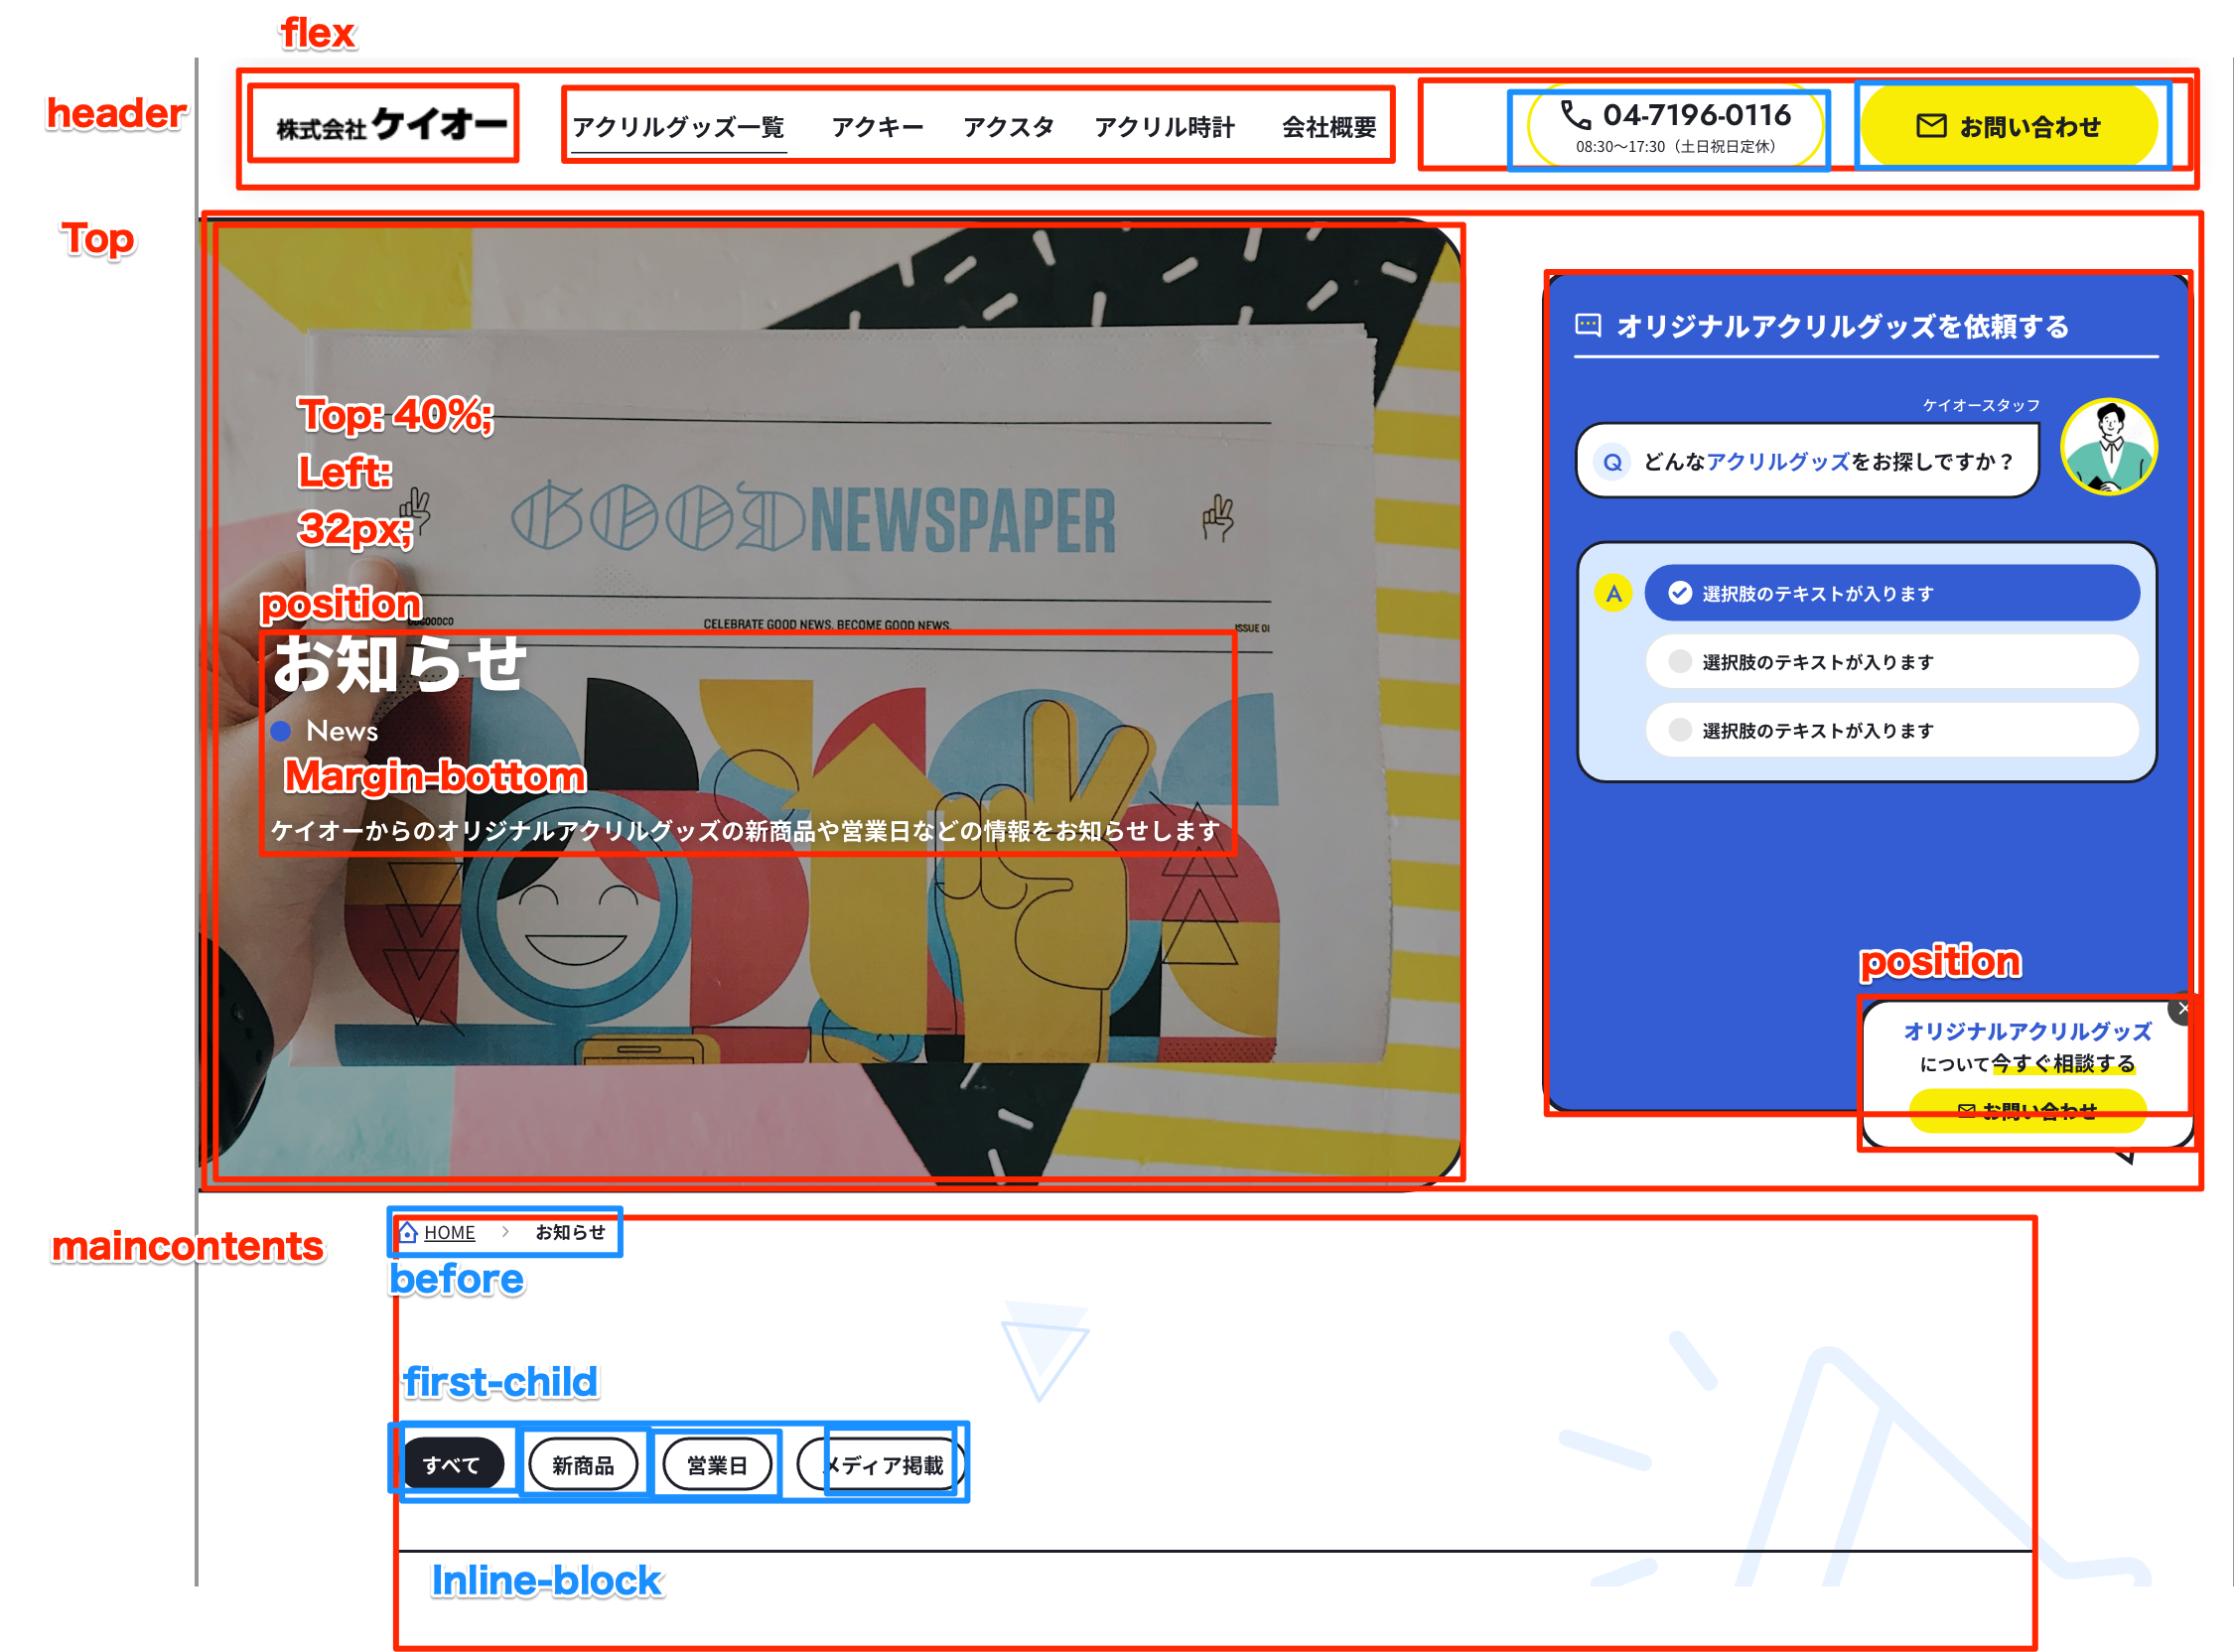 flex
header
株式会社ケイオー
アクリルグッズ一覧 アクキー アクスタ アクリル時計 会社概要
04-7196-0116
08:30〜17:30（土日祝日定休）
お問い合わせ
Top
Top: 40%;
Left:
32px;
GOOD NEWSPAPER
CELEBRATE GOOD NEWS. BECOME GOOD NEWS.
ISSUE 01
position
お知らせ
News
Margin-bottom
ケイオーからのオリジナルアクリルグッズの新商品や営業日などの情報をお知らせします
オリジナルアクリルグッズを依頼する
ケイオースタッフ
Q どんなアクリルグッズをお探しですか？
A 選択肢のテキストが入ります
選択肢のテキストが入ります
選択肢のテキストが入ります
position
オリジナルアクリルグッズ
について今すぐ相談する
お問い合わせ
maincontents
HOME > お知らせ
before
first-child
すべて 新商品 営業日 メディア掲載
Inline-block